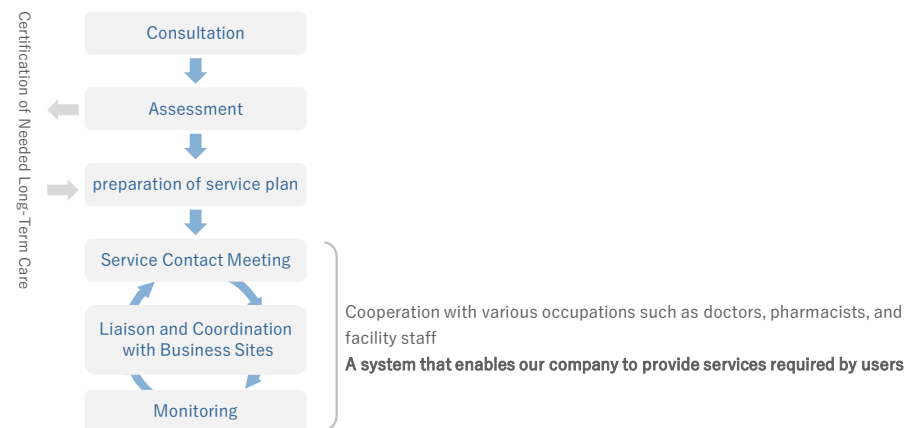 Certification of Needed Long-Term Care
Consultation
Assessment
preparation of service plan
Service Contact Meeting
Liaison and Coordination
with Business Sites
Monitoring
Cooperation with various occupations such as doctors, pharmacists, and
facility staff
A system that enables our company to provide services required by users